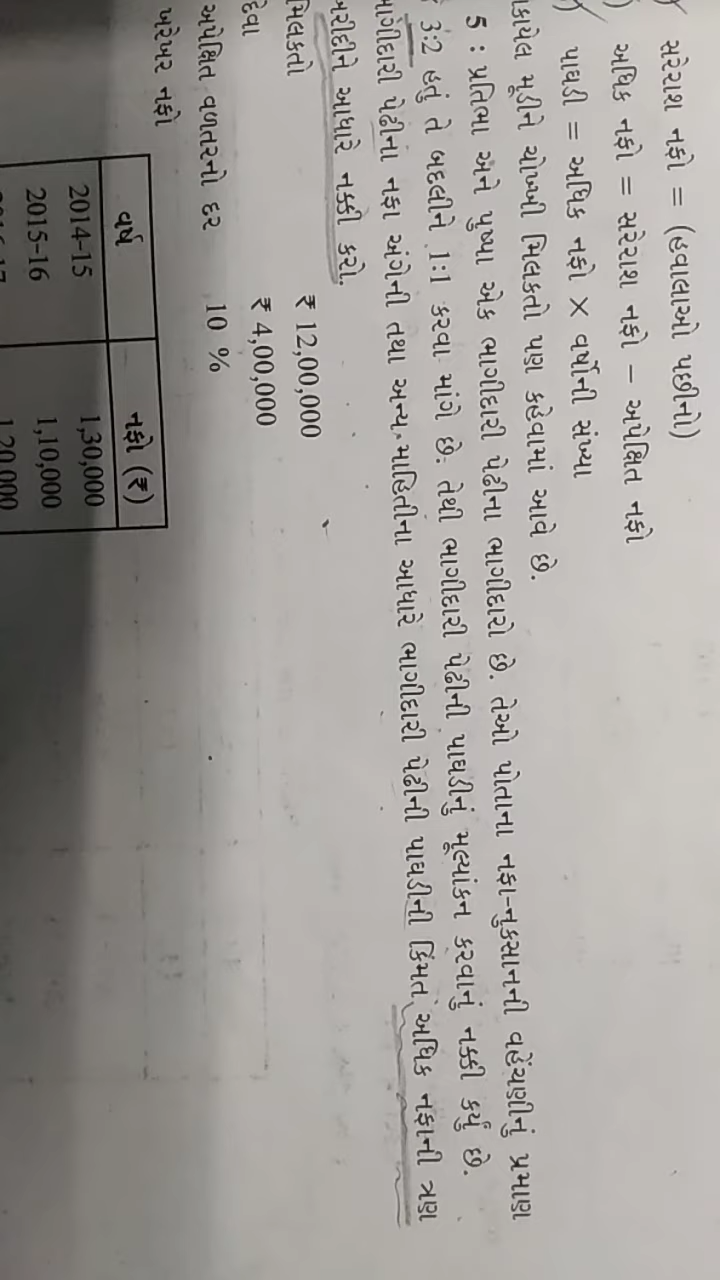 સરેરાશ નફો = (હવાલાઓ પછીનો)
અધિક નફો = સરેરાશ નફો – અપેક્ષિત નફો
પાઘડી = અધિક નફો × વર્ષોની સંખ્યા
મૂડીને ચોખ્ખી મિલકતો પણ કહેવામાં આવે છે.
5 : પ્રતિભા અને પુષ્પા એક ભાગીદારી પેઢીના ભાગીદારો છે. તેઓ પોતાના નફા-નુકસાનની વહેંચણીનું પ્રમાણ
3:2 હતું તે બદલીને 1:1 કરવા માંગે છે. તેથી ભાગીદારી પેઢીની પાઘડીનું મૂલ્યાંકન કરવાનું નક્કી કર્યું છે.
પેઢીના નફા અંગેની તથા અન્ય માહિતીના આધારે ભાગીદારી પેઢીની પાઘડીની કિંમત અધિક નફાની ત્રણ
આધારે નક્કી કરો.
₹ 12,00,000
₹ 4,00,000
અપેક્ષિત વળતરનો દર 10 %
ખરેખર નફો
વર્ષ નફો (₹)
2014-15 1,30,000
2015-16 1,10,000
1,20,000